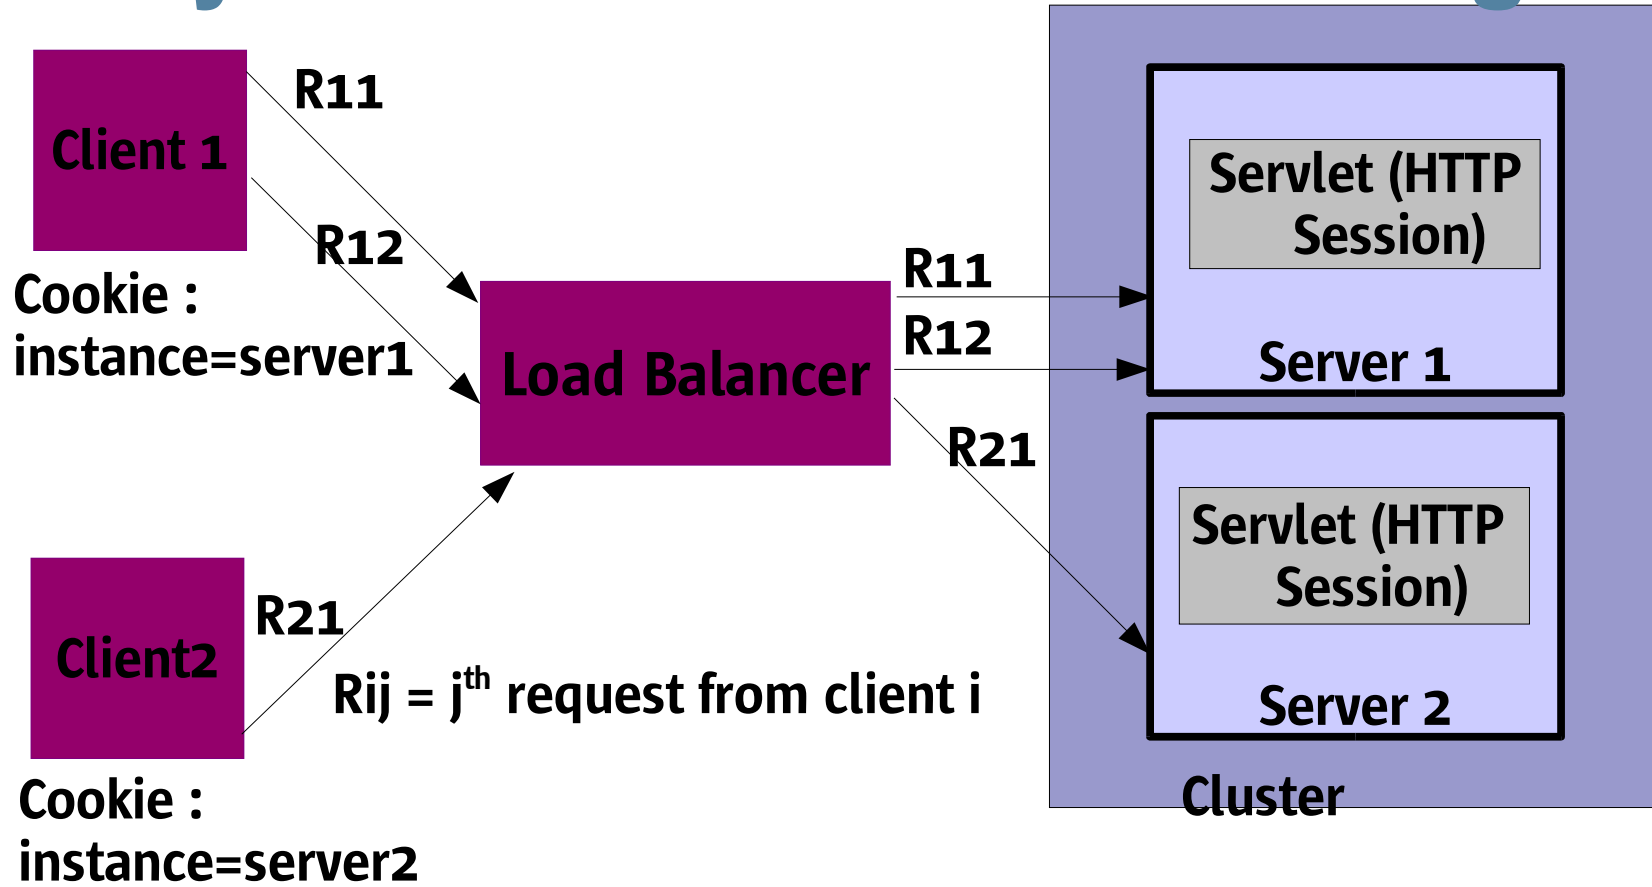 R11
Client 1
R12
Cookie :
instance=server1
Load Balancer
R11
R12
R21
Servlet (HTTP
Session)
Server 1
Servlet (HTTP
Session)
Server 2
Cluster
Client2
R21
Rij = jth request from client i
Cookie :
instance=server2